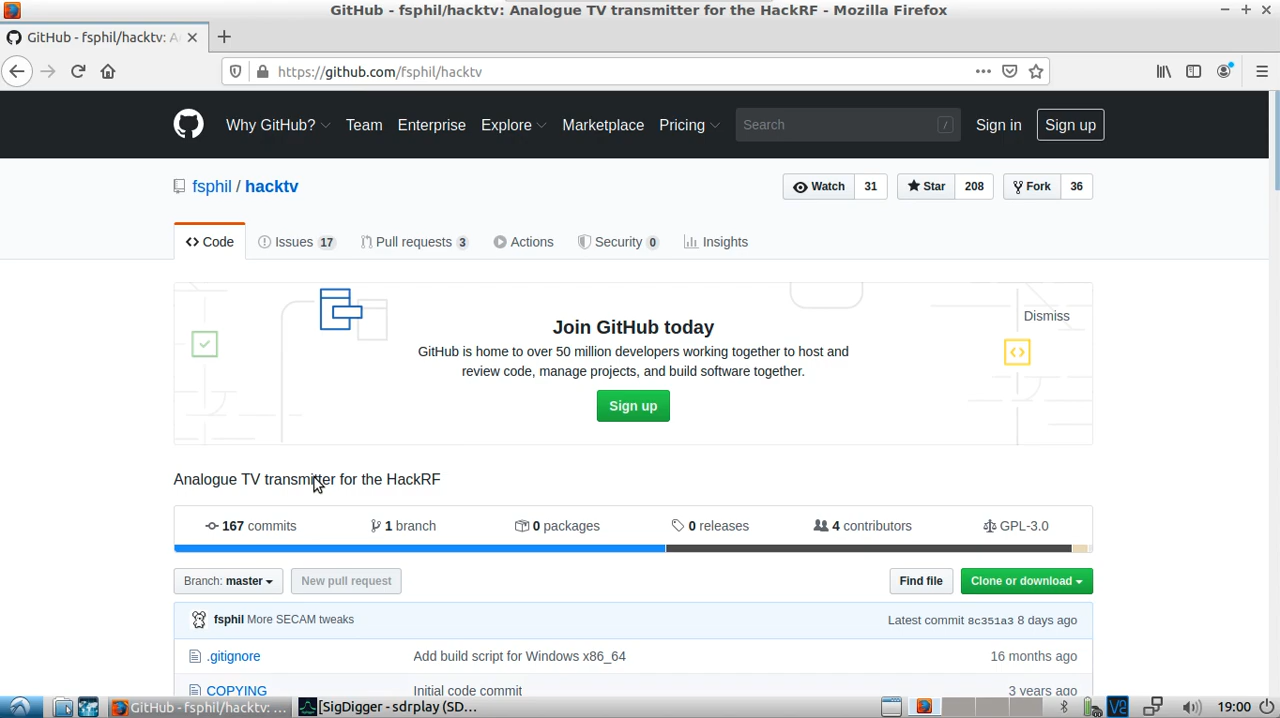 GitHub - fsphil/hacktv: Analogue TV transmitter for the HackRF - Mozilla Firefox
GitHub - fsphil/hacktv: A
https://github.com/fsphil/hacktv
Why GitHub? Team Enterprise Explore Marketplace Pricing Search / Sign in Sign up
fsphil / hacktv
Watch 31 Star 208 Fork 36
Code Issues 17 Pull requests 3 Actions Security 0 Insights
Join GitHub today
Dismiss
GitHub is home to over 50 million developers working together to host and
review code, manage projects, and build software together.
Sign up
Analogue TV transmitter for the HackRF
167 commits 1 branch 0 packages 0 releases 4 contributors GPL-3.0
Branch: master New pull request Find file Clone or download
fsphil More SECAM tweaks Latest commit 8c351a3 8 days ago
.gitignore Add build script for Windows x86_64 16 months ago
COPYING Initial code commit 3 years ago
GitHub - fsphil/hacktv: ... [SigDigger - sdrplay (SD... 19:00